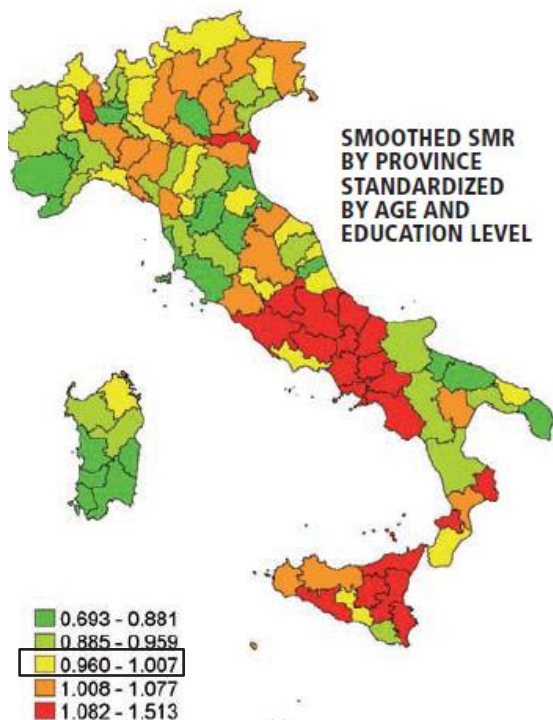 SMOOTHED SMR
BY PROVINCE
STANDARDIZED
BY AGE AND
EDUCATION LEVEL
0.693 - 0.881
0.885 - 0.959
0.960 - 1.007
1.008 - 1.077
1.082 - 1.513